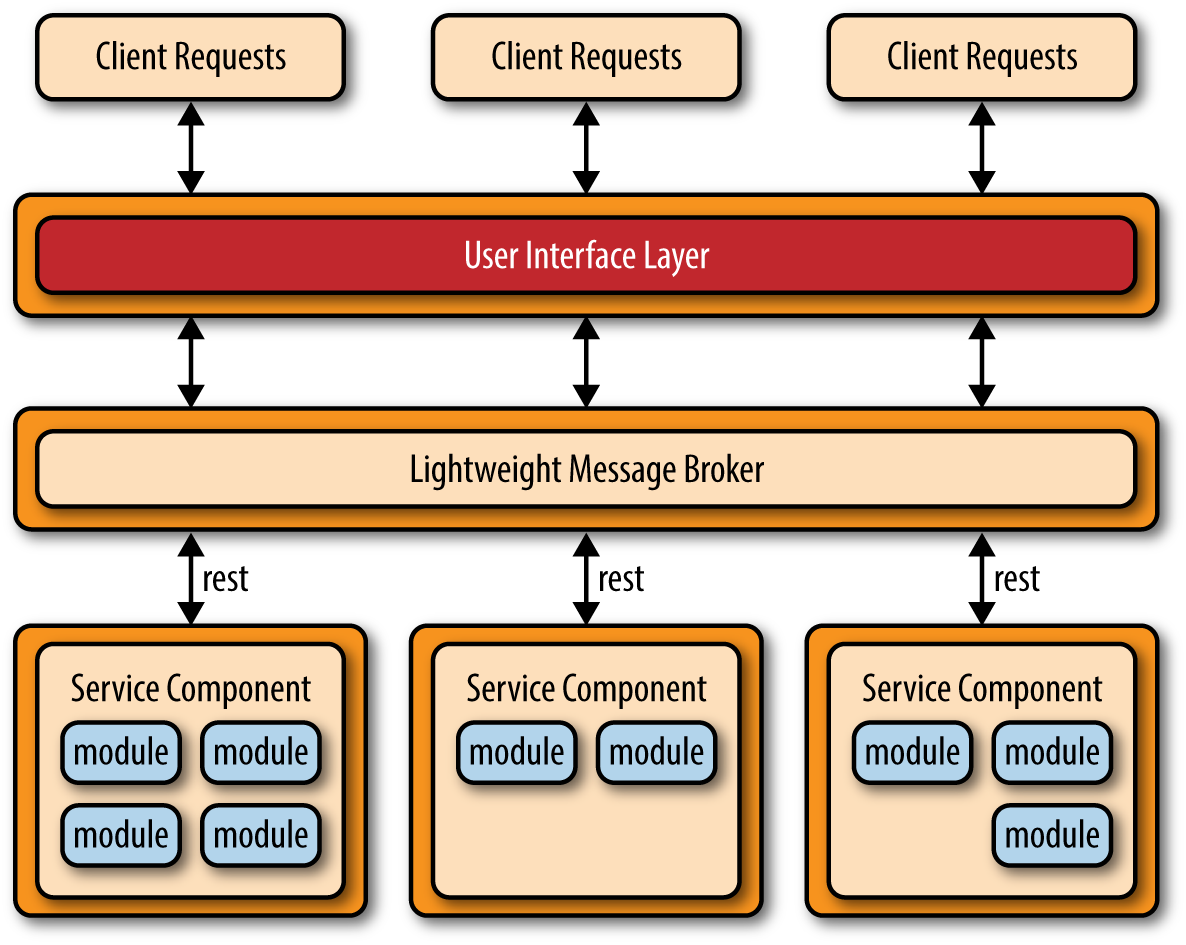 Client Requests
Client Requests
Client Requests
User Interface Layer
Lightweight Message Broker
rest
rest
rest
Service Component
Service Component
Service Component
module
module
module
module
module
module
module
module
module